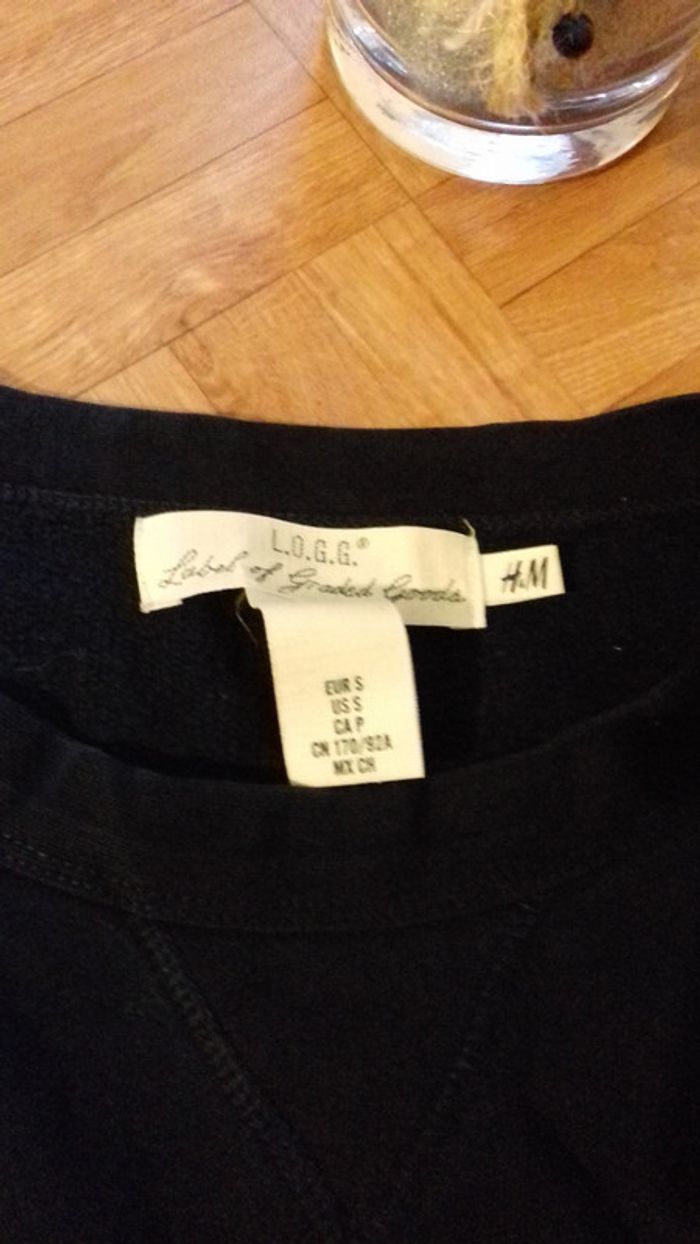 L.O.G.G.®
Label of Graded Goods
H&M
EUR S
US S
CA P
CN 170/92A
MX CH